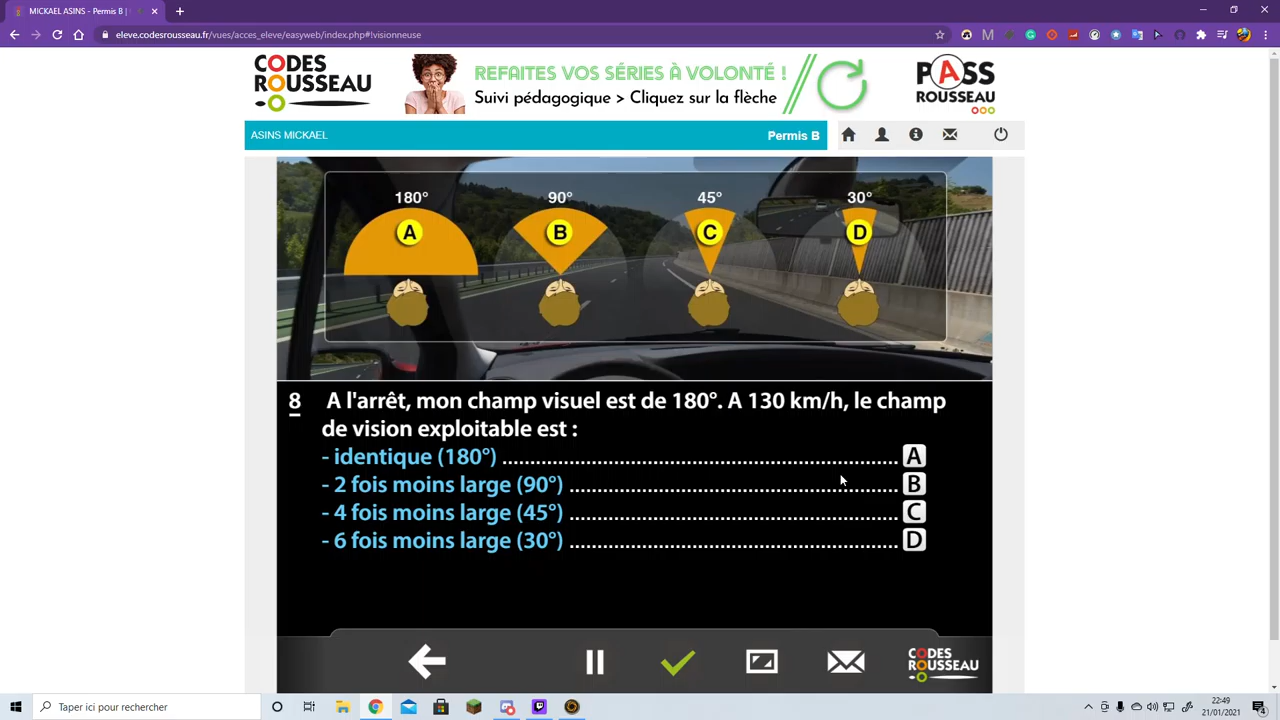 MICKAEL ASINS - Permis B |
eleve.codesrousseau.fr/vues/acces_eleve/easyweb/index.php#!visionneuse
CODES
ROUSSEAU
REFAITES VOS SÉRIES À VOLONTÉ !
Suivi pédagogique > Cliquez sur la flèche
PASS
ROUSSEAU
ASINS MICKAEL
Permis B
180° 90° 45° 30°
A B C D
8 A l'arrêt, mon champ visuel est de 180°. A 130 km/h, le champ
de vision exploitable est :
- identique (180°) ........................................ A
- 2 fois moins large (90°) ........................................ B
- 4 fois moins large (45°) ........................................ C
- 6 fois moins large (30°) ........................................ D
CODES
ROUSSEAU
Taper ici pour rechercher
22:49
21/01/2021
4